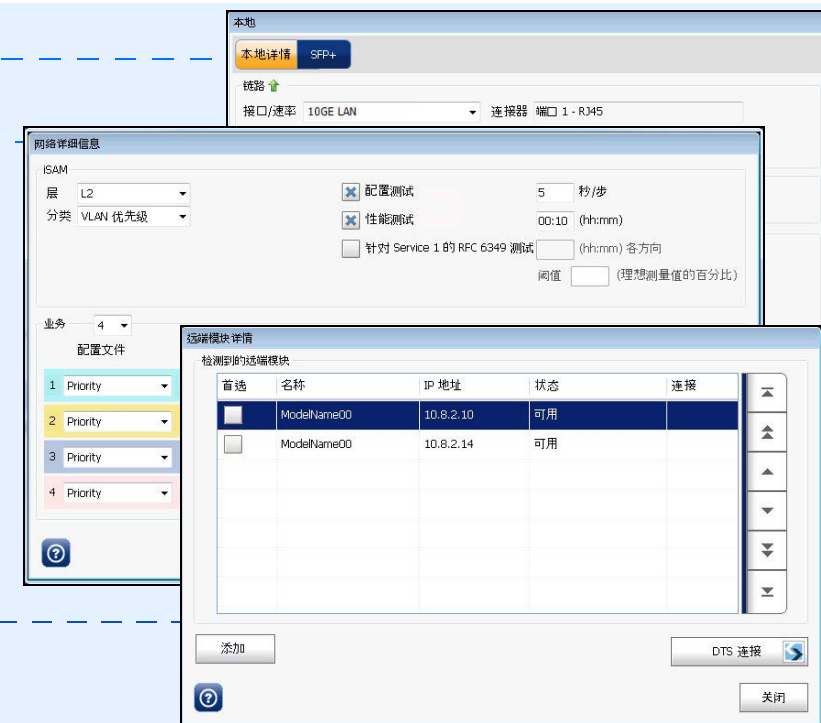 本地
本地详情 SFP+
链路
接口/速率 10GE LAN 连接器 端口 1 - RJ45
网络详细信息
iSAM
层 L2
分类 VLAN 优先级
配置测试 5 秒/步
性能测试 00:10 (hh:mm)
针对 Service 1 的 RFC 6349 测试 (hh:mm) 各方向
阈值 (理想测量值的百分比)
业务 4
配置文件
1 Priority
2 Priority
3 Priority
4 Priority
远端模块详情
检测到的远端模块
首选 名称 IP 地址 状态 连接
ModelName00 10.8.2.10 可用
ModelName00 10.8.2.14 可用
添加
DTS 连接
关闭